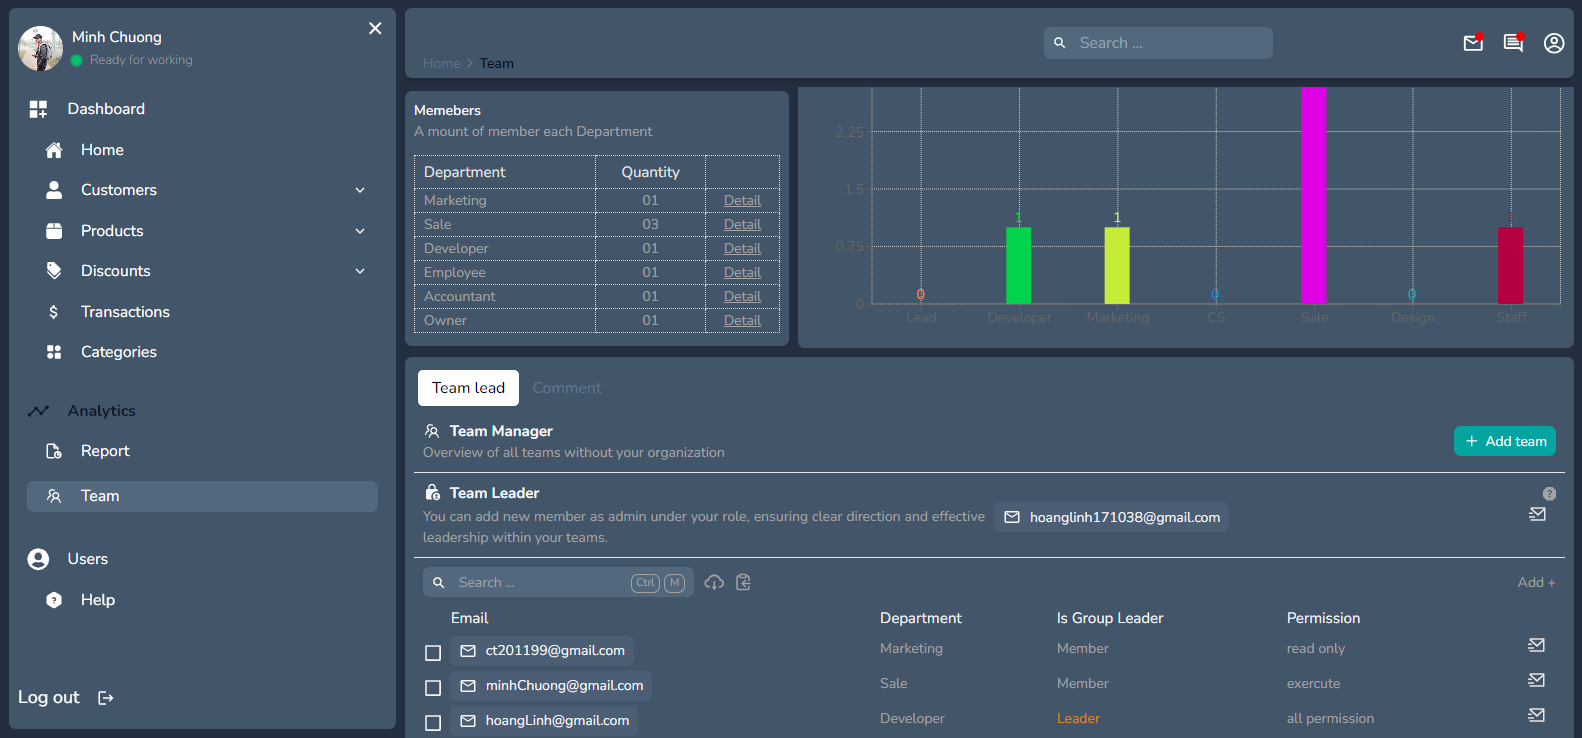 Minh Chuong
Ready for working
Dashboard
Home
Customers
Products
Discounts
Transactions
Categories
Analytics
Report
Team
Users
Help
Log out
Home > Team
Search ...
Memebers
A mount of member each Department
Department Quantity
Marketing 01 Detail
Sale 03 Detail
Developer 01 Detail
Employee 01 Detail
Accountant 01 Detail
Owner 01 Detail
2.25
1.5
0.75
0
0 1 1 0 0 1
Lead Developer Marketing CS Sale Design Staff
Team lead Comment
Team Manager
Overview of all teams without your organization
+ Add team
Team Leader
You can add new member as admin under your role, ensuring clear direction and effective
leadership within your teams.
hoanglinh171038@gmail.com
Search ... Ctrl M
Add +
Email Department Is Group Leader Permission
ct201199@gmail.com Marketing Member read only
minhChuong@gmail.com Sale Member exercute
hoangLinh@gmail.com Developer Leader all permission